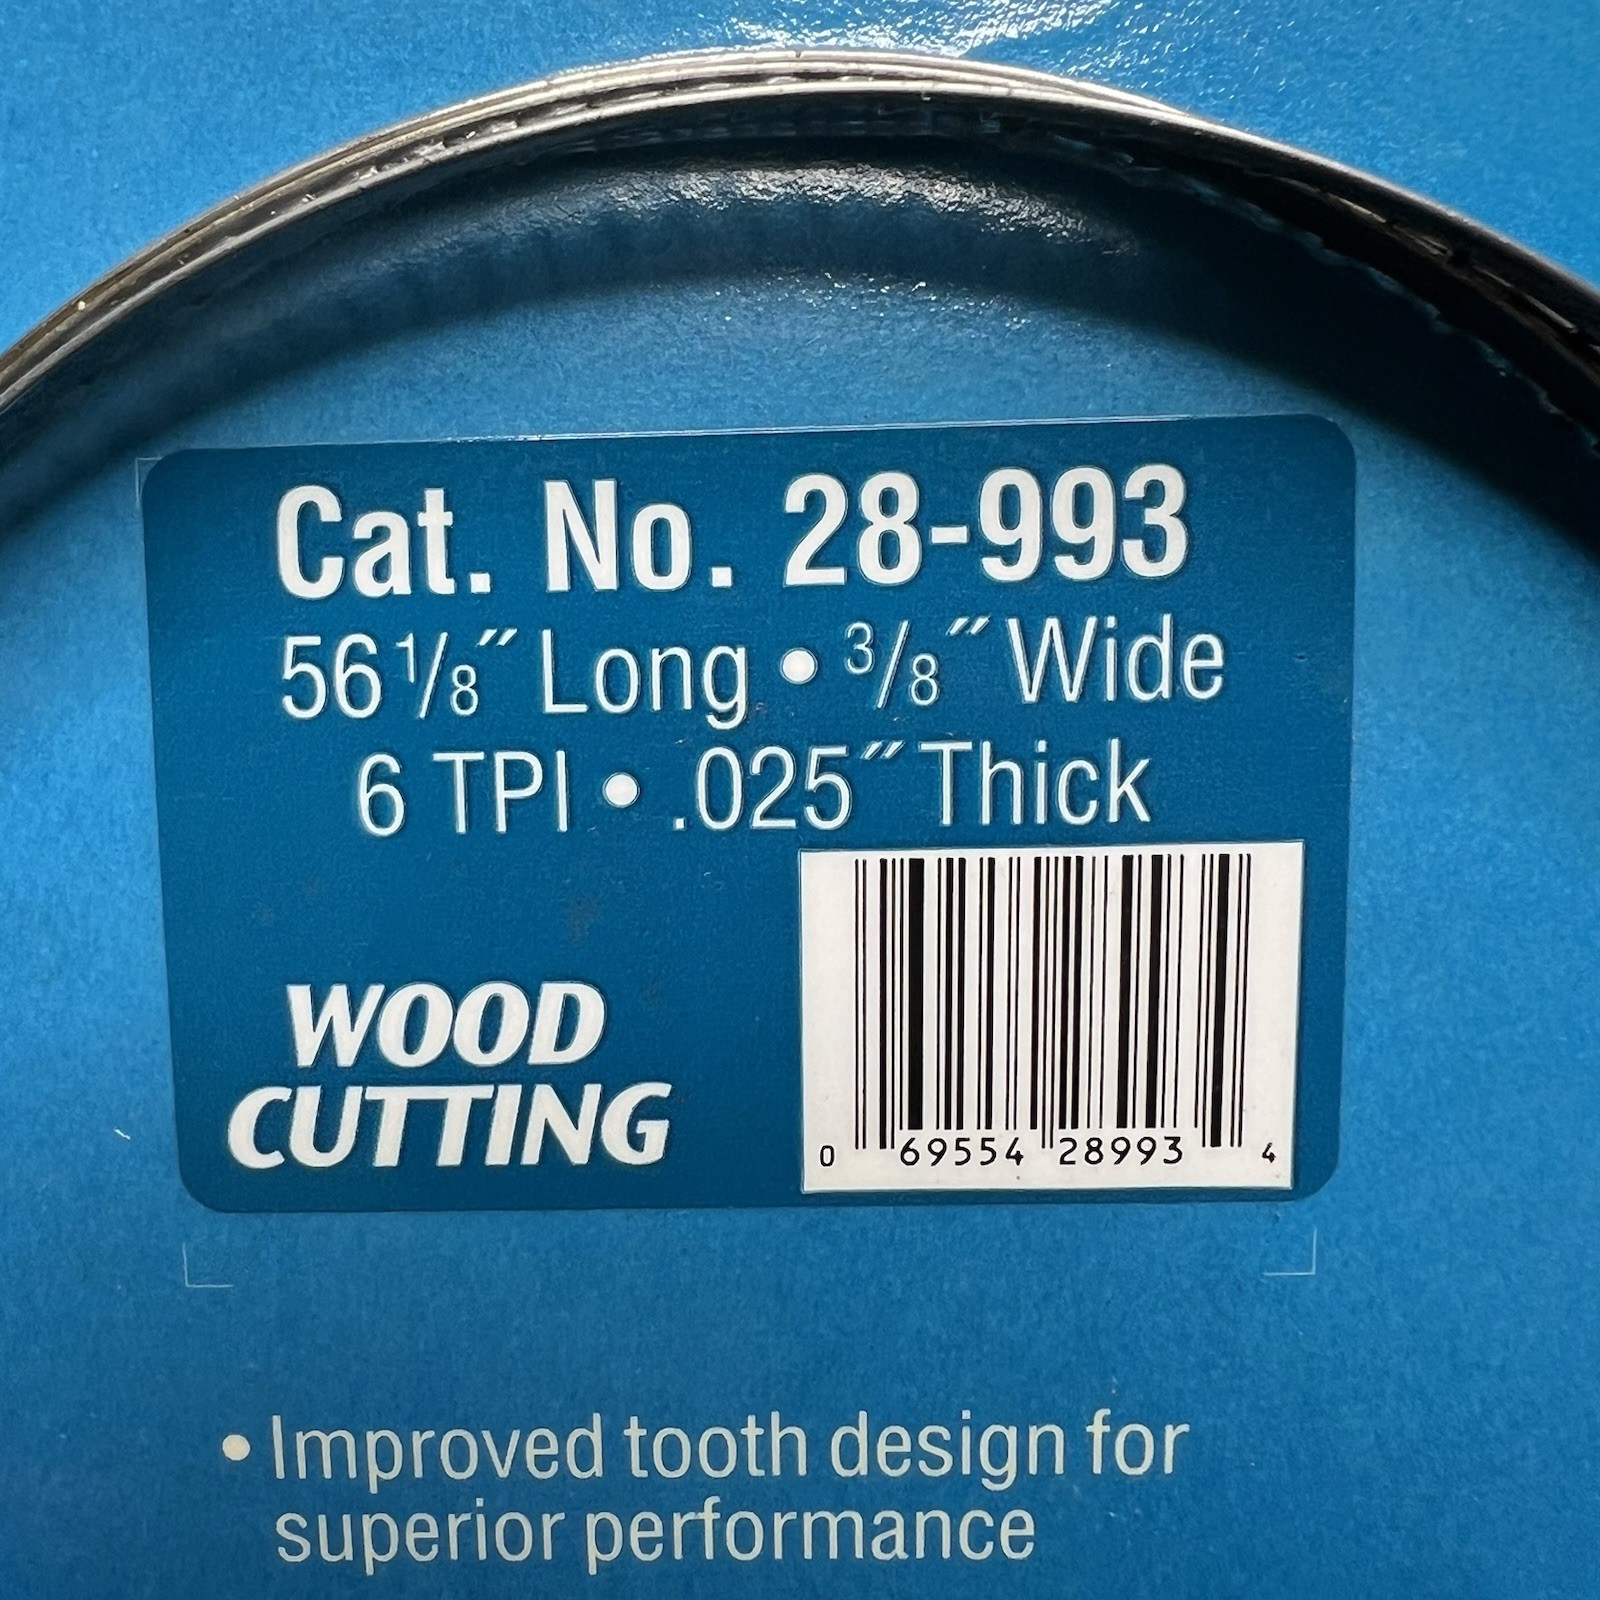 Cat. No. 28-993
56 1/8″ Long • 3/8″ Wide
6 TPI • .025″ Thick
WOOD
CUTTING
0 69554 28993 4
• Improved tooth design for
superior performance